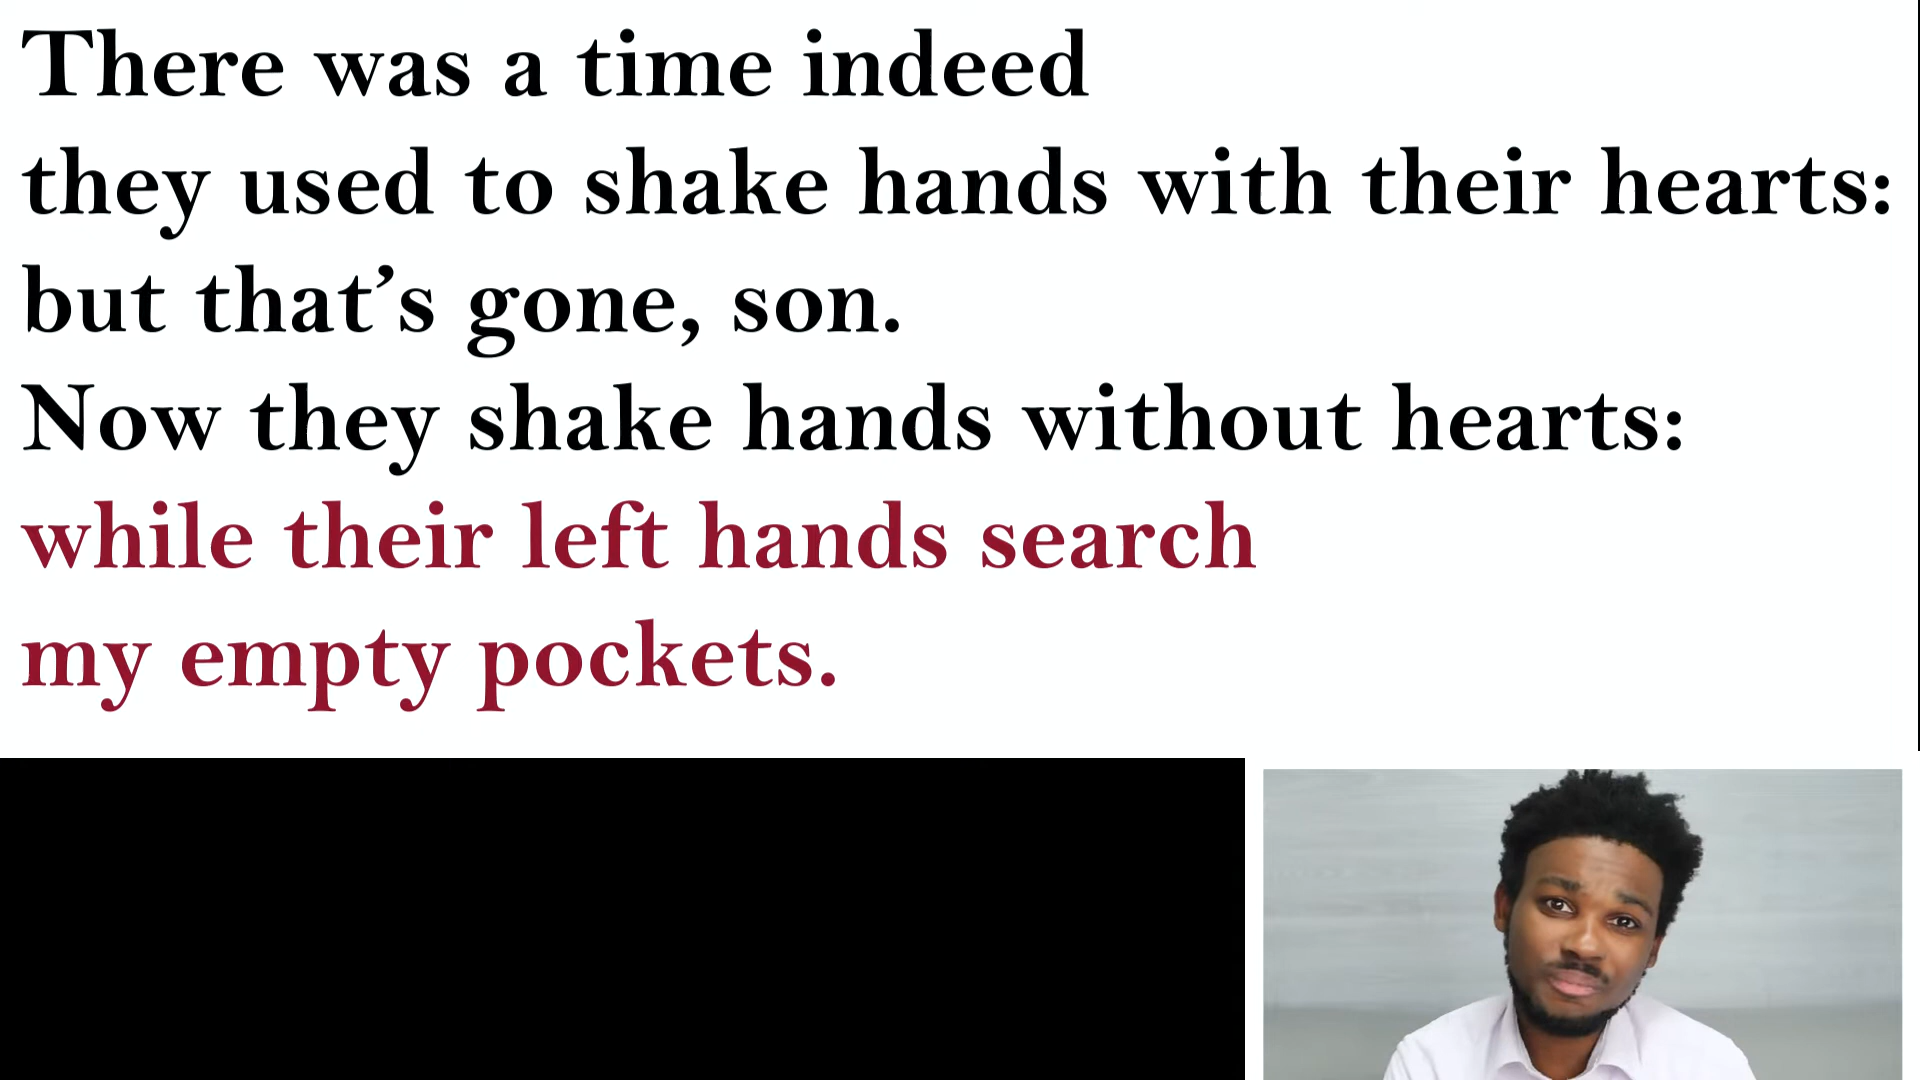 There was a time indeed
they used to shake hands with their hearts:
but that’s gone, son.
Now they shake hands without hearts:
while their left hands search
my empty pockets.